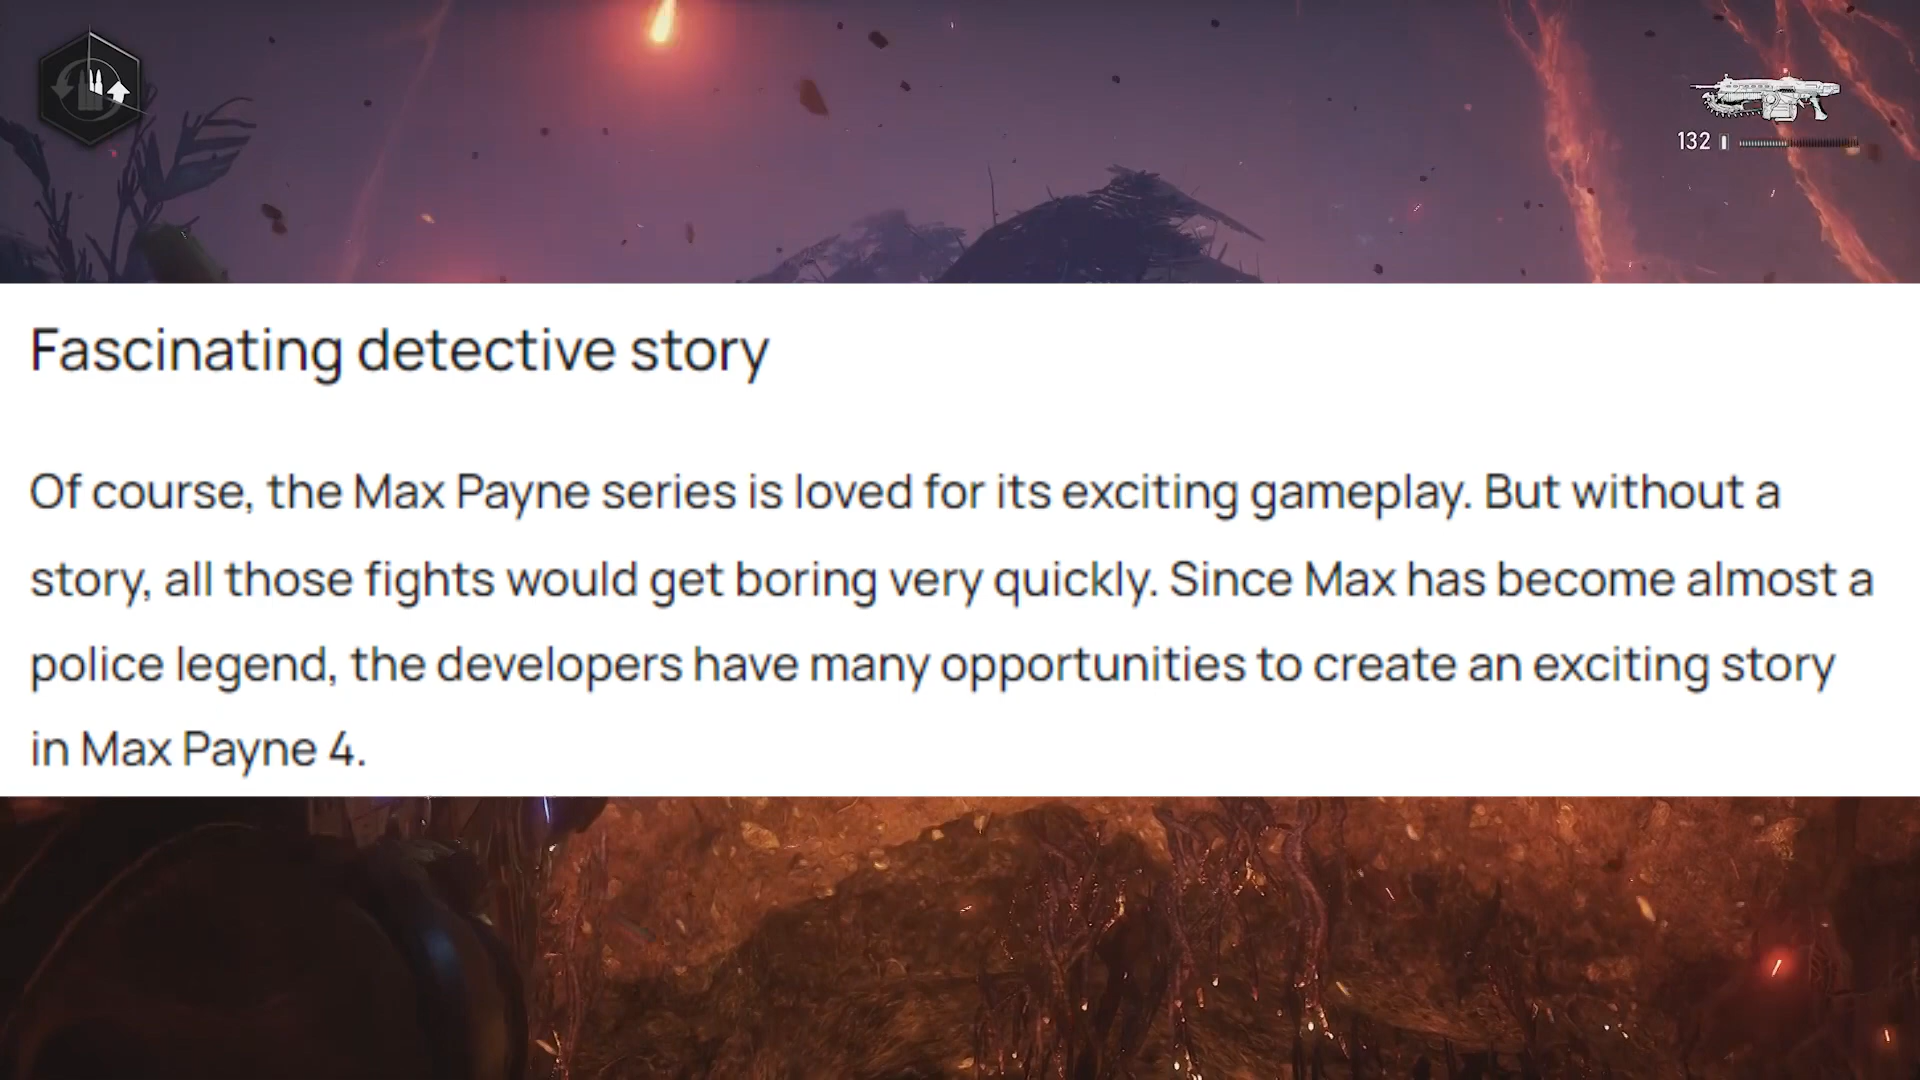 132
Fascinating detective story
Of course, the Max Payne series is loved for its exciting gameplay. But without a
story, all those fights would get boring very quickly. Since Max has become almost a
police legend, the developers have many opportunities to create an exciting story
in Max Payne 4.